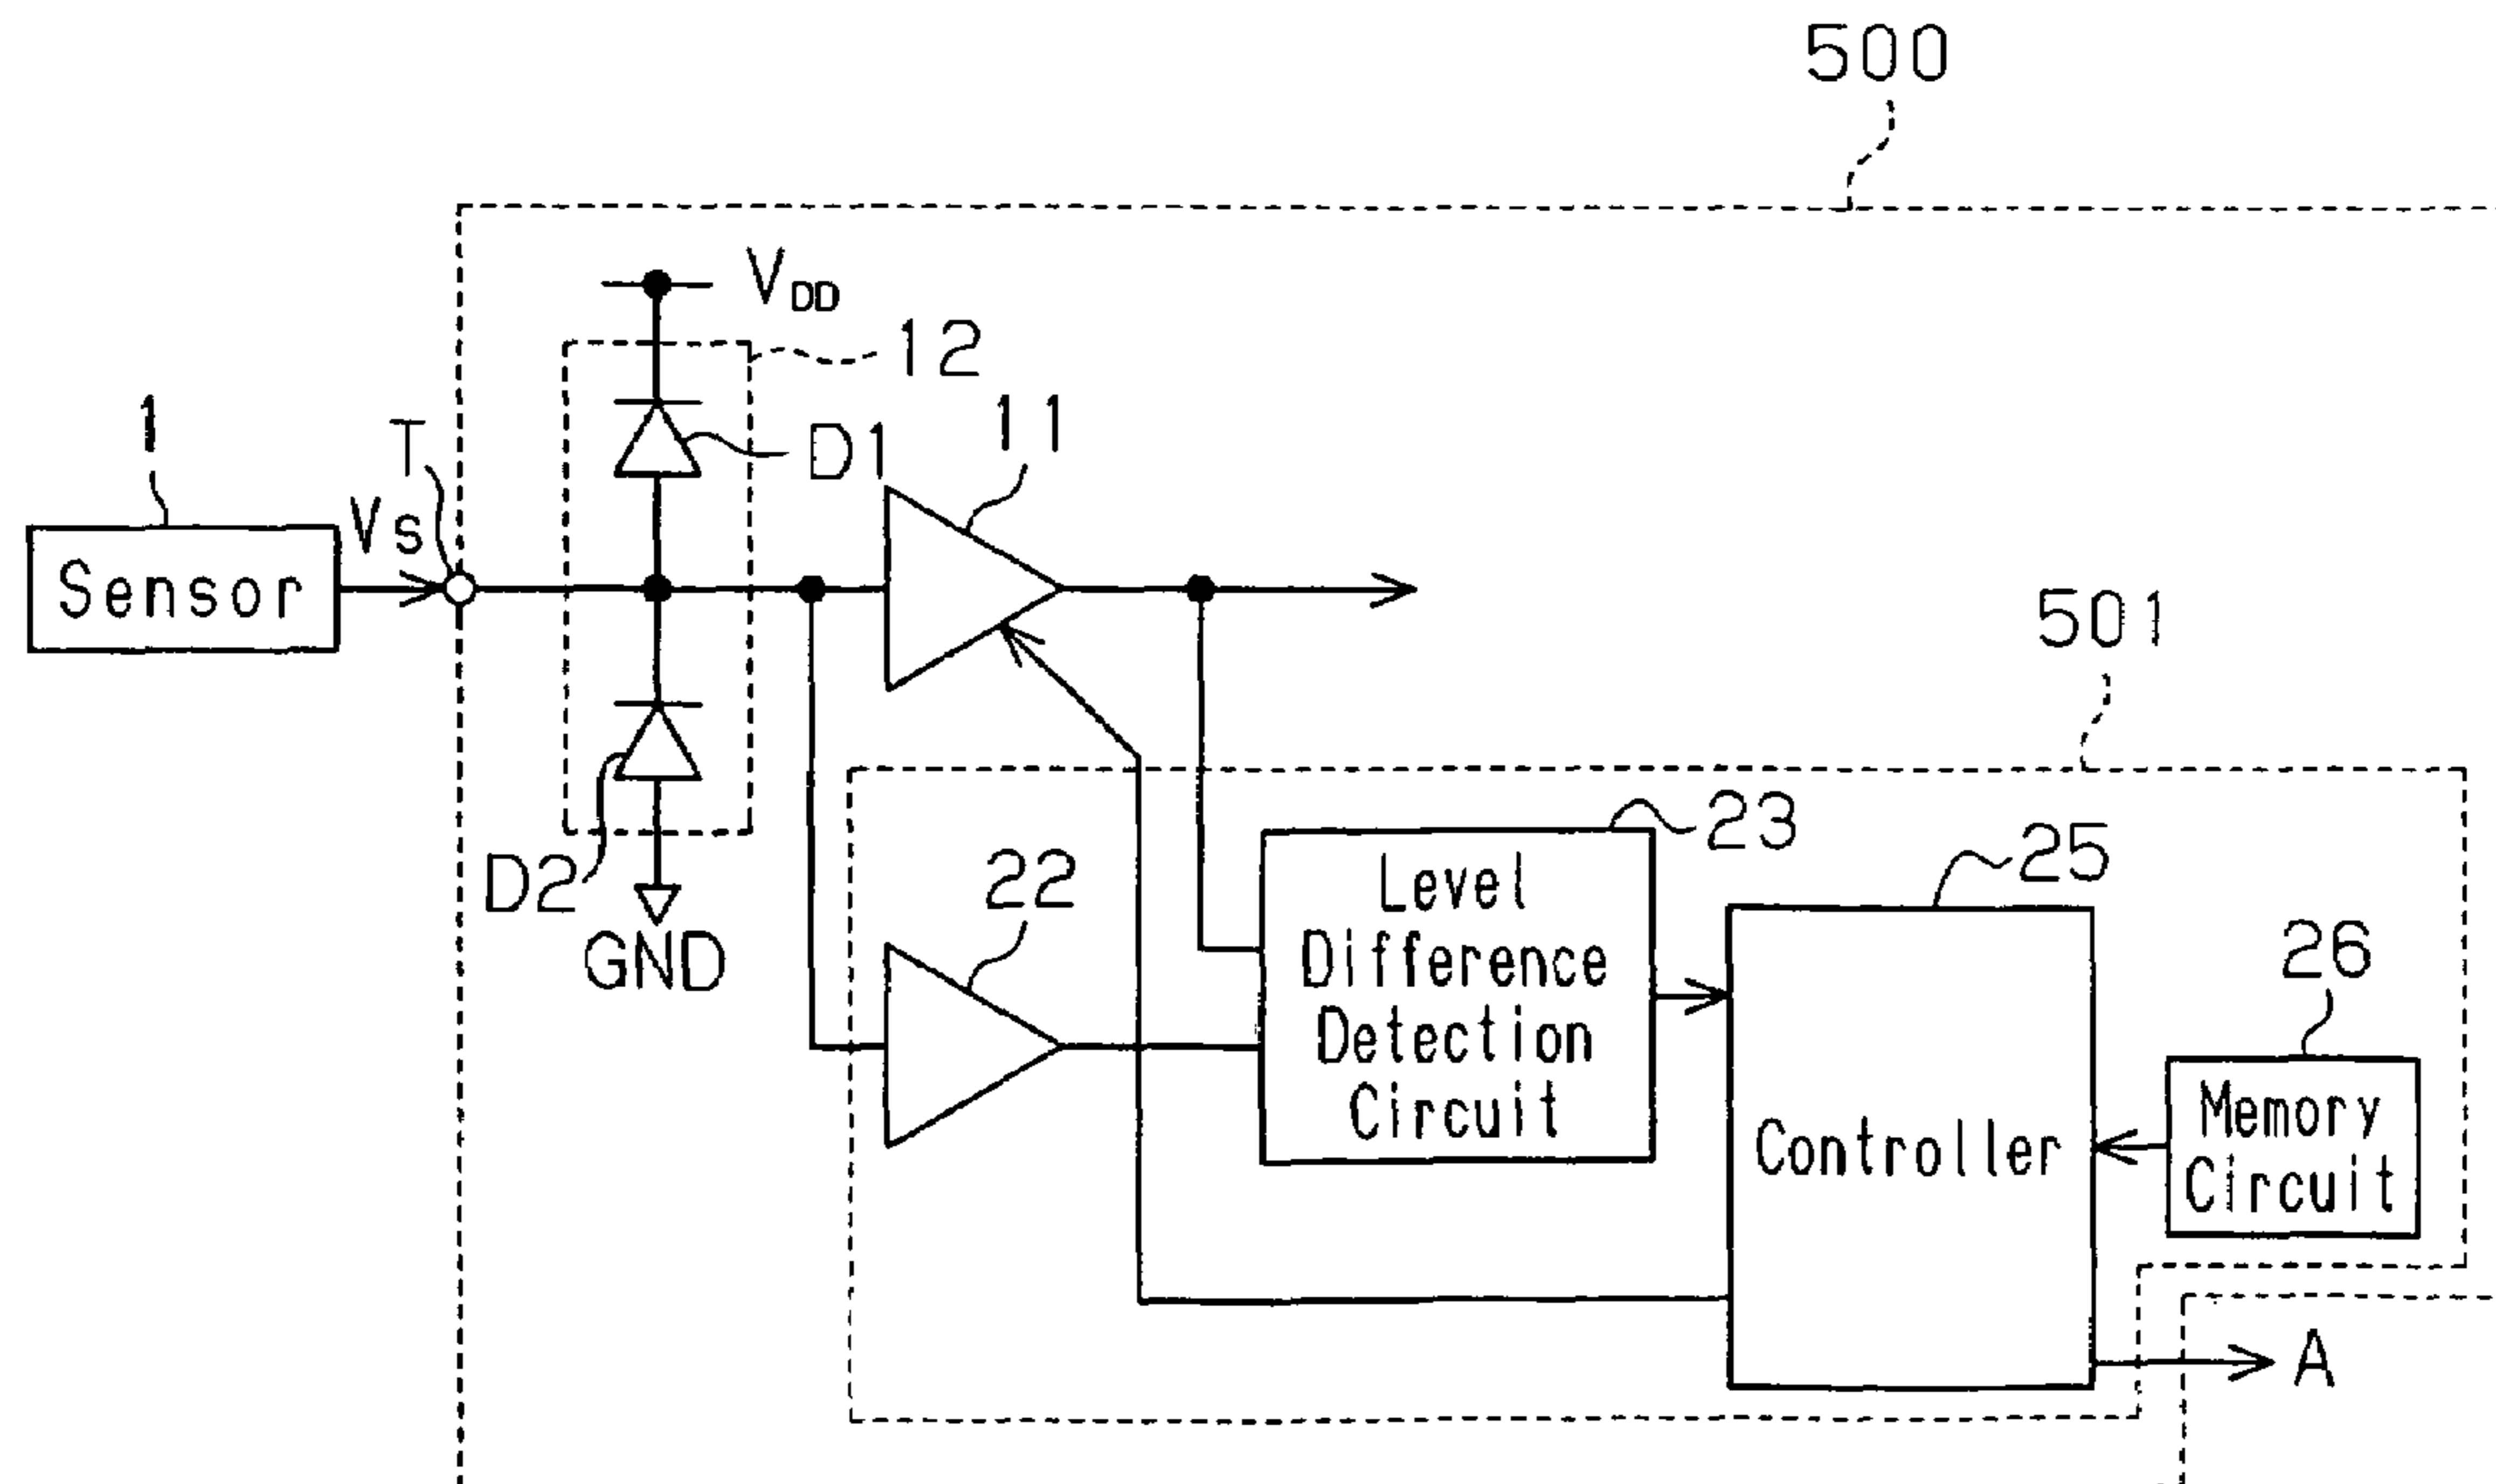 500
V_DD
12
1
T
D1
11
Vs
Sensor
501
23
25
D2
22
Level
Difference
Detection
Circuit
GND
26
Controller
Memory
Circuit
A